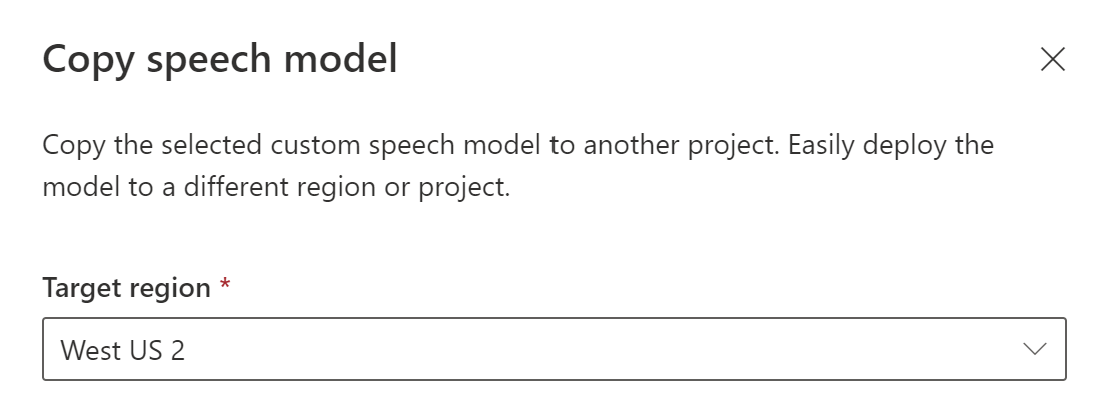 Copy speech model
Copy the selected custom speech model to another project. Easily deploy the
model to a different region or project.
Target region *
West US 2